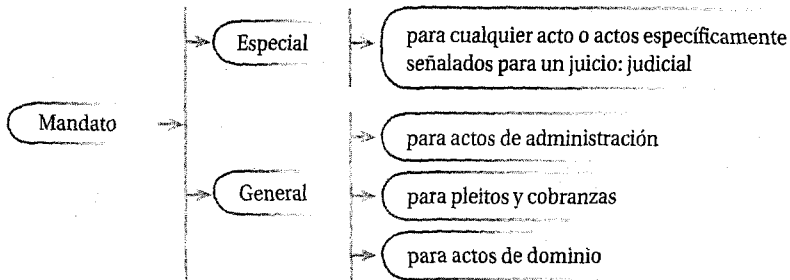 Especial
para cualquier acto o actos específicamente
señalados para un juicio: judicial
Mandato
para actos de administración
General
para pleitos y cobranzas
para actos de dominio